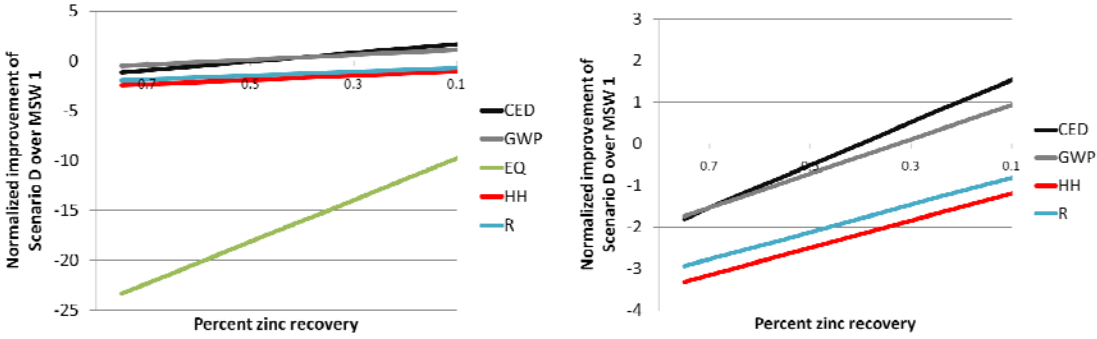 Normalized improvement of
Scenario D over MSW 1
5
0
-5
-10
-15
-20
-25
0.7
0.5
0.3
0.1
Percent zinc recovery
CED
GWP
EQ
HH
R
Normalized improvement of
Scenario D over MSW 1
3
2
1
0
-1
-2
-3
-4
0.7
0.5
0.3
0.1
Percent zinc recovery
CED
GWP
HH
R